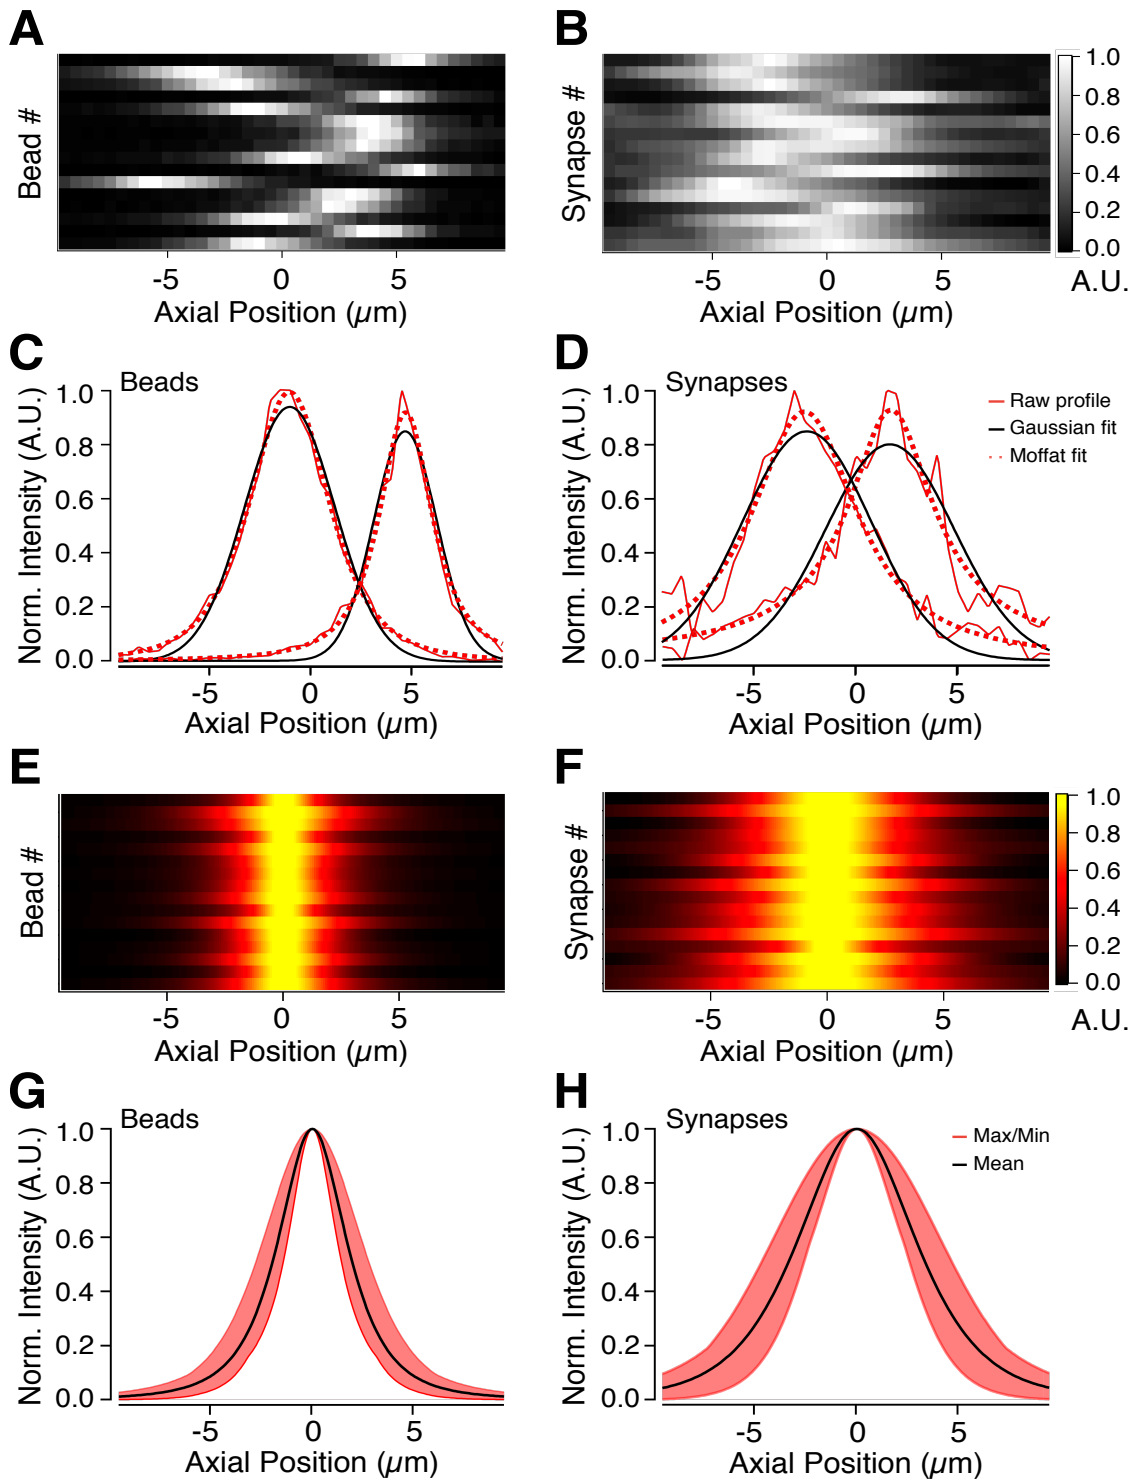 A
B
Bead #
Synapse #
1.0
0.8
0.6
0.4
0.2
0.0
A.U.
-5 0 5
Axial Position (µm)
-5 0 5
Axial Position (µm)
C
D
Beads
Synapses
Norm. Intensity (A.U.)
1.0
0.8
0.6
0.4
0.2
0.0
-5 0 5
Axial Position (µm)
Norm. Intensity (A.U.)
1.0
0.8
0.6
0.4
0.2
0.0
-5 0 5
Axial Position (µm)
Raw profile
Gaussian fit
Moffat fit
E
F
Bead #
Synapse #
1.0
0.8
0.6
0.4
0.2
0.0
A.U.
-5 0 5
Axial Position (µm)
-5 0 5
Axial Position (µm)
G
H
Beads
Synapses
Norm. Intensity (A.U.)
1.0
0.8
0.6
0.4
0.2
0.0
-5 0 5
Axial Position (µm)
Norm. Intensity (A.U.)
1.0
0.8
0.6
0.4
0.2
0.0
-5 0 5
Axial Position (µm)
Max/Min
Mean